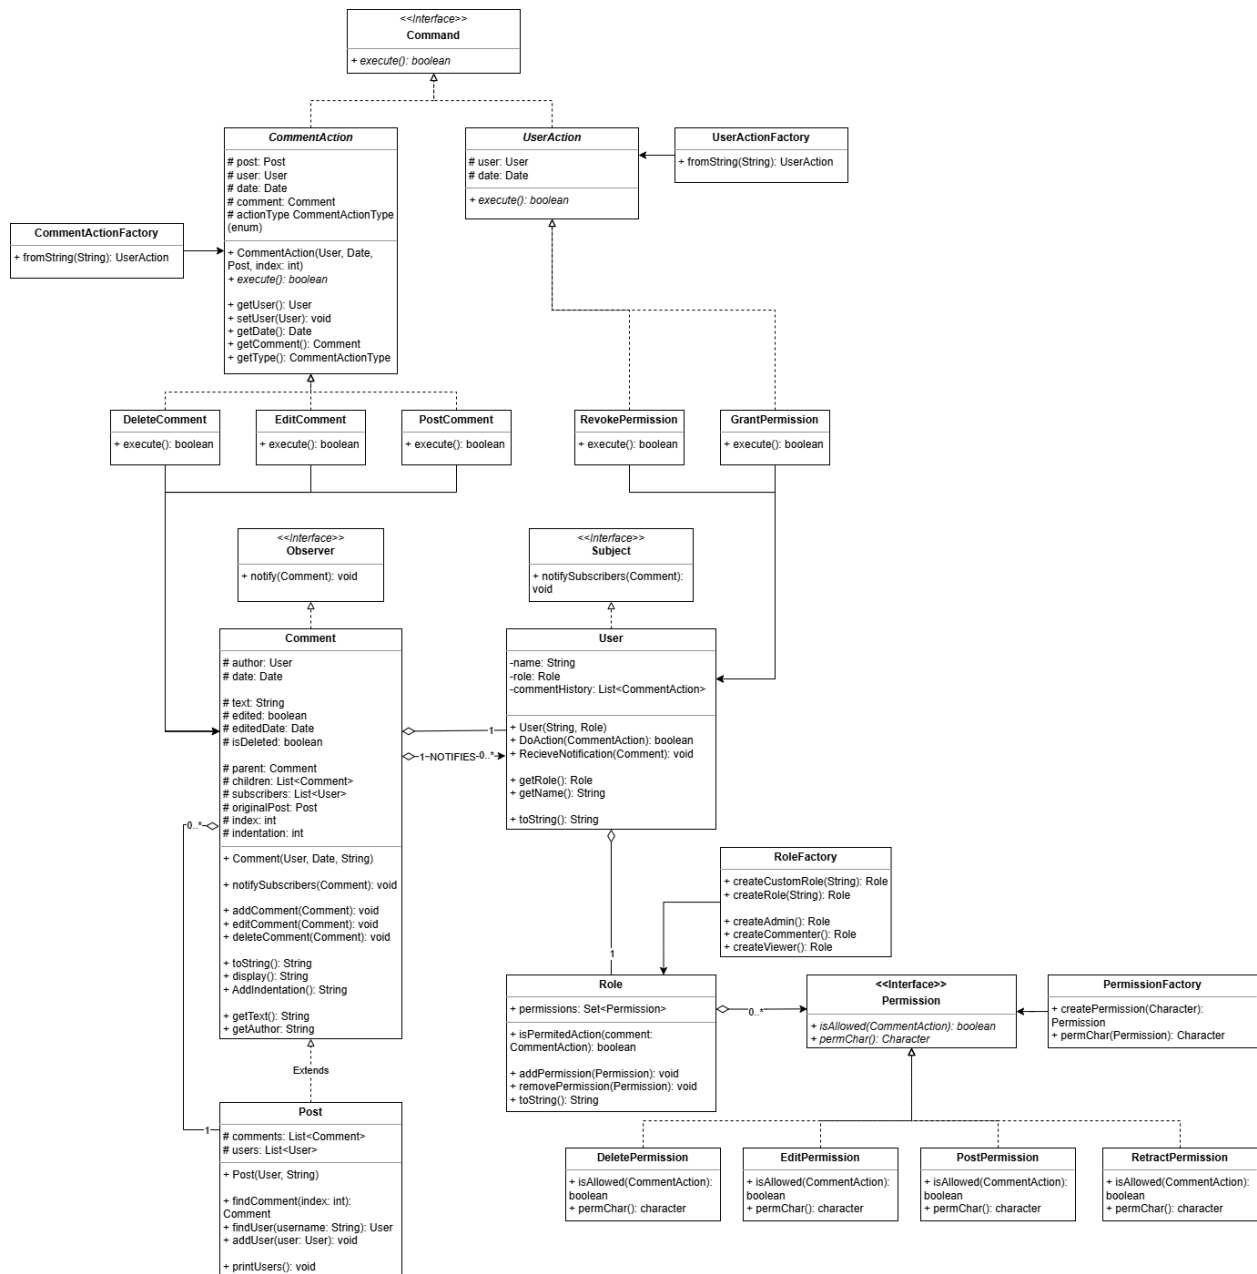 <<Interface>>
Command
+ execute(): boolean
CommentAction
# post: Post
# user: User
# date: Date
# comment: Comment
# actionType CommentActionType
(enum)
+ CommentAction(User, Date,
Post, index: int)
+ execute(): boolean
+ getUser(): User
+ setUser(User): void
+ getDate(): Date
+ getComment(): Comment
+ getType(): CommentActionType
UserAction
# user: User
# date: Date
+ execute(): boolean
UserActionFactory
+ fromString(String): UserAction
CommentActionFactory
+ fromString(String): UserAction
DeleteComment
+ execute(): boolean
EditComment
+ execute(): boolean
PostComment
+ execute(): boolean
RevokePermission
+ execute(): boolean
GrantPermission
+ execute(): boolean
<<Interface>>
Observer
+ notify(Comment): void
<<Interface>>
Subject
+ notifySubscribers(Comment):
void
Comment
# author: User
# date: Date
# text: String
# edited: boolean
# editedDate: Date
# isDeleted: boolean
# parent: Comment
# children: List<Comment>
# subscribers: List<User>
# originalPost: Post
# index: int
# indentation: int
+ Comment(User, Date, String)
+ notifySubscribers(Comment): void
+ addComment(Comment): void
+ editComment(Comment): void
+ deleteComment(Comment): void
+ toString(): String
+ display(): String
+ AddIndentation(): String
+ getText(): String
+ getAuthor: String
User
-name: String
-role: Role
-commentHistory: List<CommentAction>
+ User(String, Role)
+ DoAction(CommentAction): boolean
+ RecieveNotification(Comment): void
+ getRole(): Role
+ getName(): String
+ toString(): String
1
1
NOTIFIES
0..*
0..*
1
Extends
1
RoleFactory
+ createCustomRole(String): Role
+ createRole(String): Role
+ createAdmin(): Role
+ createCommenter(): Role
+ createViewer(): Role
Role
+ permissions: Set<Permission>
+ isPermitedAction(comment:
CommentAction): boolean
+ addPermission(Permission): void
+ removePermission(Permission): void
+ toString(): String
0..*
<<Interface>>
Permission
+ isAllowed(CommentAction): boolean
+ permChar(): Character
PermissionFactory
+ createPermission(Character):
Permission
+ permChar(Permission): Character
Post
# comments: List<Comment>
# users: List<User>
+ Post(User, String)
+ findComment(index: int):
Comment
+ findUser(username: String): User
+ addUser(user: User): void
+ printUsers(): void
DeletePermission
+ isAllowed(CommentAction):
boolean
+ permChar(): character
EditPermission
+ isAllowed(CommentAction):
boolean
+ permChar(): character
PostPermission
+ isAllowed(CommentAction):
boolean
+ permChar(): character
RetractPermission
+ isAllowed(CommentAction):
boolean
+ permChar(): character